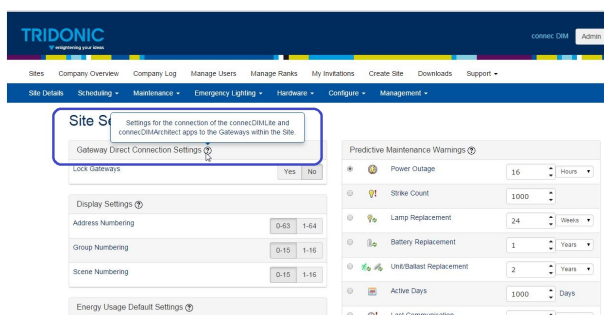 TRIDONIC
enlightening your ideas
connec DIM Admin
Sites Company Overview Company Log Manage Users Manage Ranks My Invitations Create Site Downloads Support
Site Details Scheduling Maintenance Emergency Lighting Hardware Configure Management
Site Se
Settings for the connection of the connecDIMLite and
connecDIMArchitect apps to the Gateways within the Site.
Gateway Direct Connection Settings ?
Lock Gateways Yes No
Display Settings ?
Address Numbering 0-63 1-64
Group Numbering 0-15 1-16
Scene Numbering 0-15 1-16
Energy Usage Default Settings ?
Predictive Maintenance Warnings ?
Power Outage 16 Hours
Strike Count 1000
Lamp Replacement 24 Weeks
Battery Replacement 1 Years
Unit/Ballast Replacement 2 Years
Active Days 1000 Days
Last Communication